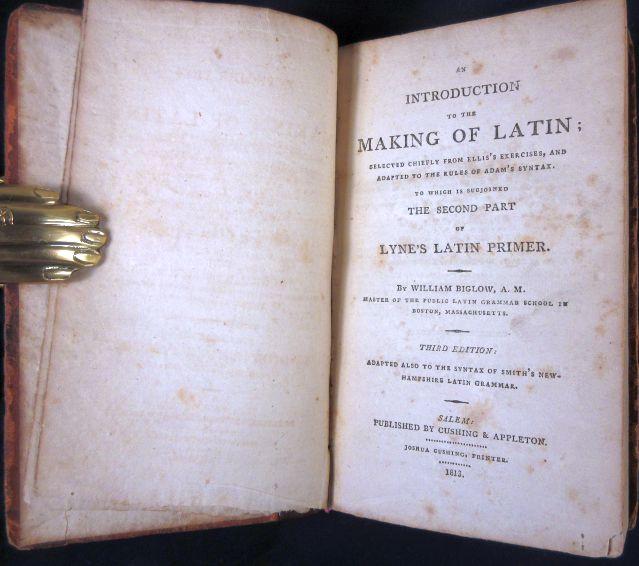 AN
INTRODUCTION
TO THE
MAKING OF LATIN;
SELECTED CHIEFLY FROM ELLIS'S EXERCISES, AND
ADAPTED TO THE RULES OF ADAM'S SYNTAX.
TO WHICH IS SUBJOINED
THE SECOND PART
OF
LYNE'S LATIN PRIMER.
BY WILLIAM BIGLOW, A. M.
MASTER OF THE PUBLIC LATIN GRAMMAR SCHOOL IN
BOSTON, MASSACHUSETTS.
THIRD EDITION:
ADAPTED ALSO TO THE SYNTAX OF SMITH'S NEW-
HAMPSHIRE LATIN GRAMMAR.
SALEM:
PUBLISHED BY CUSHING & APPLETON.
JOSHUA CUSHING, PRINTER.
1813.